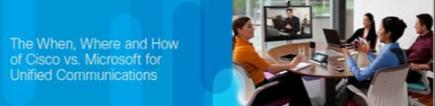 The When, Where and How
of Cisco vs. Microsoft for
Unified Communications